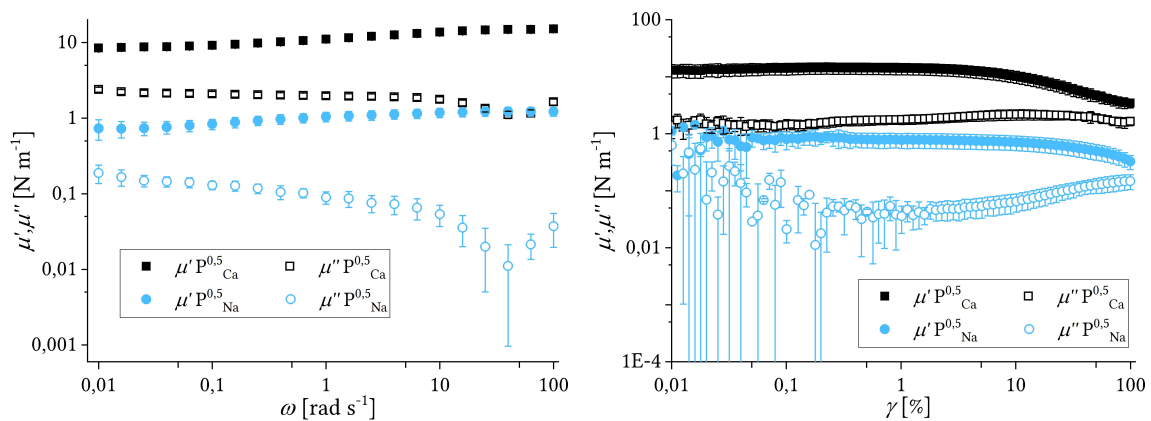 10
1
0,1
0,01
0,001
μ′,μ″ [N m⁻¹]
μ′ P⁰,⁵Ca
μ″ P⁰,⁵Ca
μ′ P⁰,⁵Na
μ″ P⁰,⁵Na
0,01 0,1 1 10 100
ω [rad s⁻¹]
100
1
0,01
1E-4
μ′,μ″ [N m⁻¹]
μ′ P⁰,⁵Ca
μ″ P⁰,⁵Ca
μ′ P⁰,⁵Na
μ″ P⁰,⁵Na
0,01 0,1 1 10 100
γ [%]